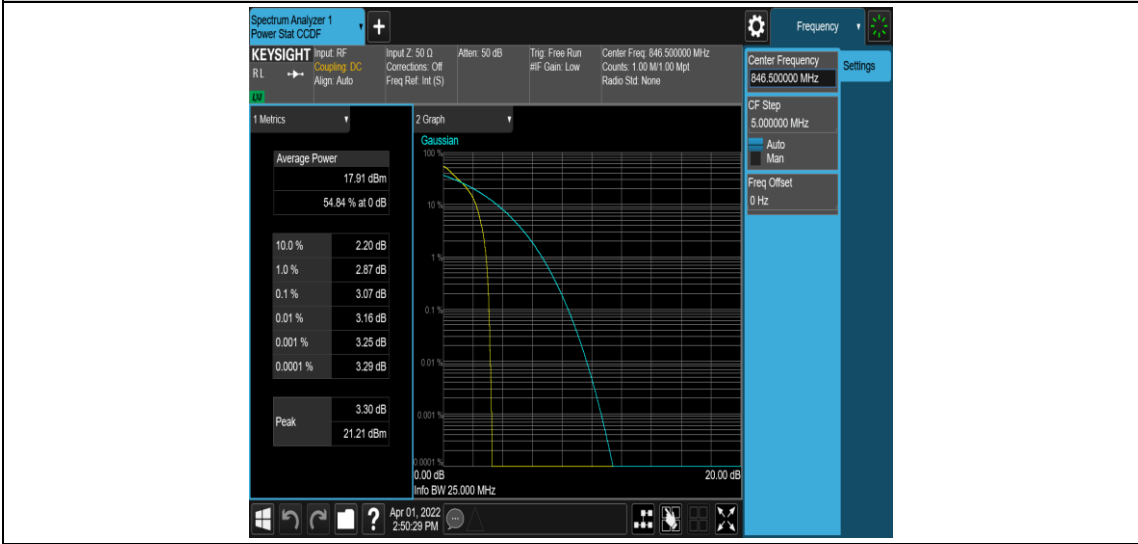 Spectrum Analyzer 1
Power Stat CCDF
+
Frequency
KEYSIGHT
RL
LXI
Input: RF
Coupling: DC
Align: Auto
Input Z: 50 Ω
Corrections: Off
Freq Ref: Int (S)
Atten: 50 dB
Trig: Free Run
#IF Gain: Low
Center Freq: 846.500000 MHz
Counts: 1.00 M/1.00 Mpt
Radio Std: None
Center Frequency
846.500000 MHz
Settings
CF Step
5.000000 MHz
Auto
Man
Freq Offset
0 Hz
1 Metrics
Average Power
17.91 dBm
54.84 % at 0 dB
10.0 % 2.20 dB
1.0 % 2.87 dB
0.1 % 3.07 dB
0.01 % 3.16 dB
0.001 % 3.25 dB
0.0001 % 3.29 dB
Peak
3.30 dB
21.21 dBm
2 Graph
Gaussian
100 %
10 %
1 %
0.1 %
0.01 %
0.001 %
0.0001 %
0.00 dB 20.00 dB
Info BW 25.000 MHz
?
Apr 01, 2022
2:50:29 PM